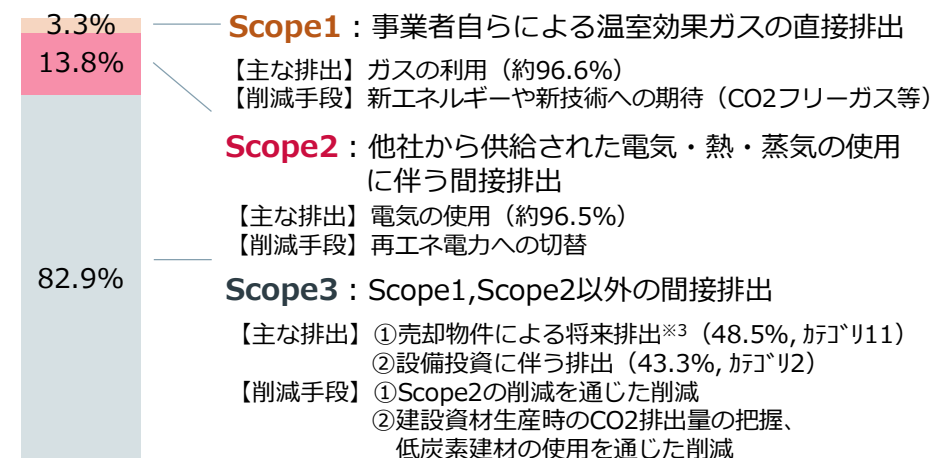 3.3%
13.8%
82.9%
Scope1：事業者自らによる温室効果ガスの直接排出
【主な排出】ガスの利用（約96.6%）
【削減手段】新エネルギーや新技術への期待（CO2フリーガス等）
Scope2：他社から供給された電気・熱・蒸気の使用
に伴う間接排出
【主な排出】電気の使用（約96.5%）
【削減手段】再エネ電力への切替
Scope3：Scope1,Scope2以外の間接排出
【主な排出】①売却物件による将来排出※3（48.5%, ｶﾃｺﾞﾘ11）
②設備投資に伴う排出（43.3%, ｶﾃｺﾞﾘ2）
【削減手段】①Scope2の削減を通じた削減
②建設資材生産時のCO2排出量の把握、
低炭素建材の使用を通じた削減